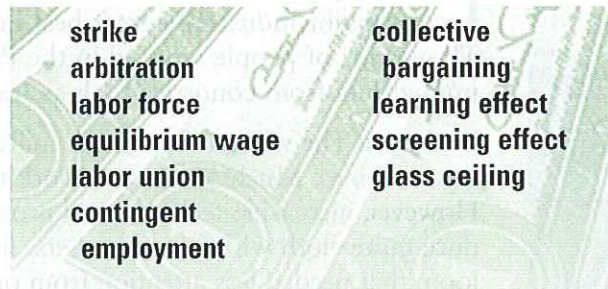 strike
arbitration
labor force
equilibrium wage
labor union
contingent
employment
collective
bargaining
learning effect
screening effect
glass ceiling